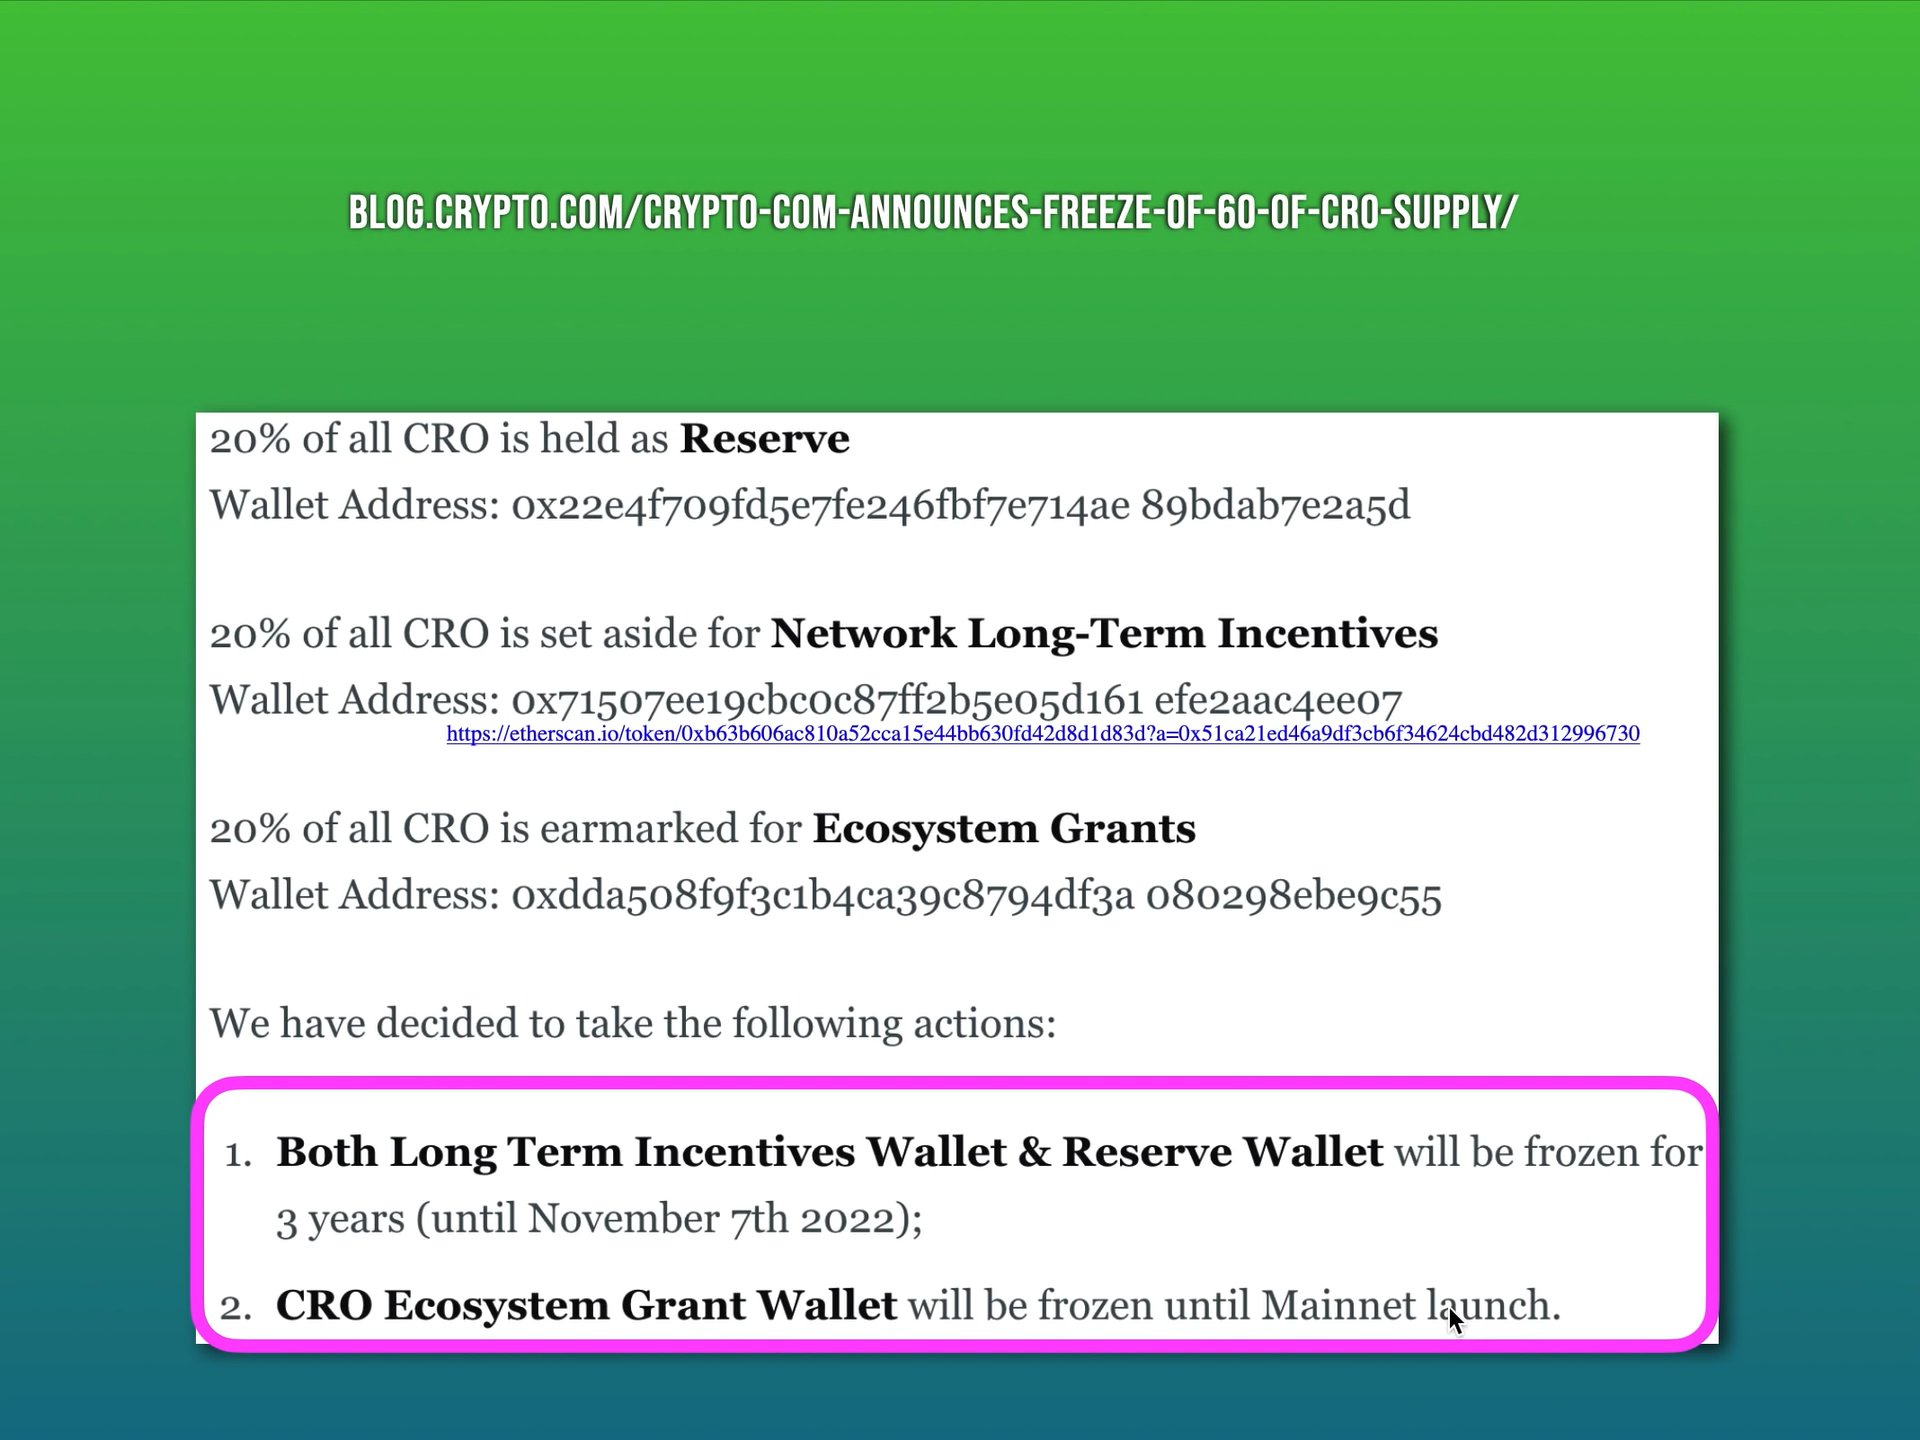 BLOG.CRYPTO.COM/CRYPTO-COM-ANNOUNCES-FREEZE-OF-60-OF-CRO-SUPPLY/
20% of all CRO is held as Reserve
Wallet Address: 0x22e4f709fd5e7fe246fbf7e714ae 89bdab7e2a5d
20% of all CRO is set aside for Network Long-Term Incentives
Wallet Address: 0x71507ee19cbc0c87ff2b5e05d161 efe2aac4ee07
https://etherscan.io/token/0xb63b606ac810a52cca15e44bb630fd42d8d1d83d?a=0x51ca21ed46a9df3cb6f34624cbd482d312996730
20% of all CRO is earmarked for Ecosystem Grants
Wallet Address: 0xdda508f9f3c1b4ca39c8794df3a 080298ebe9c55
We have decided to take the following actions:
1. Both Long Term Incentives Wallet & Reserve Wallet will be frozen for
3 years (until November 7th 2022);
2. CRO Ecosystem Grant Wallet will be frozen until Mainnet launch.